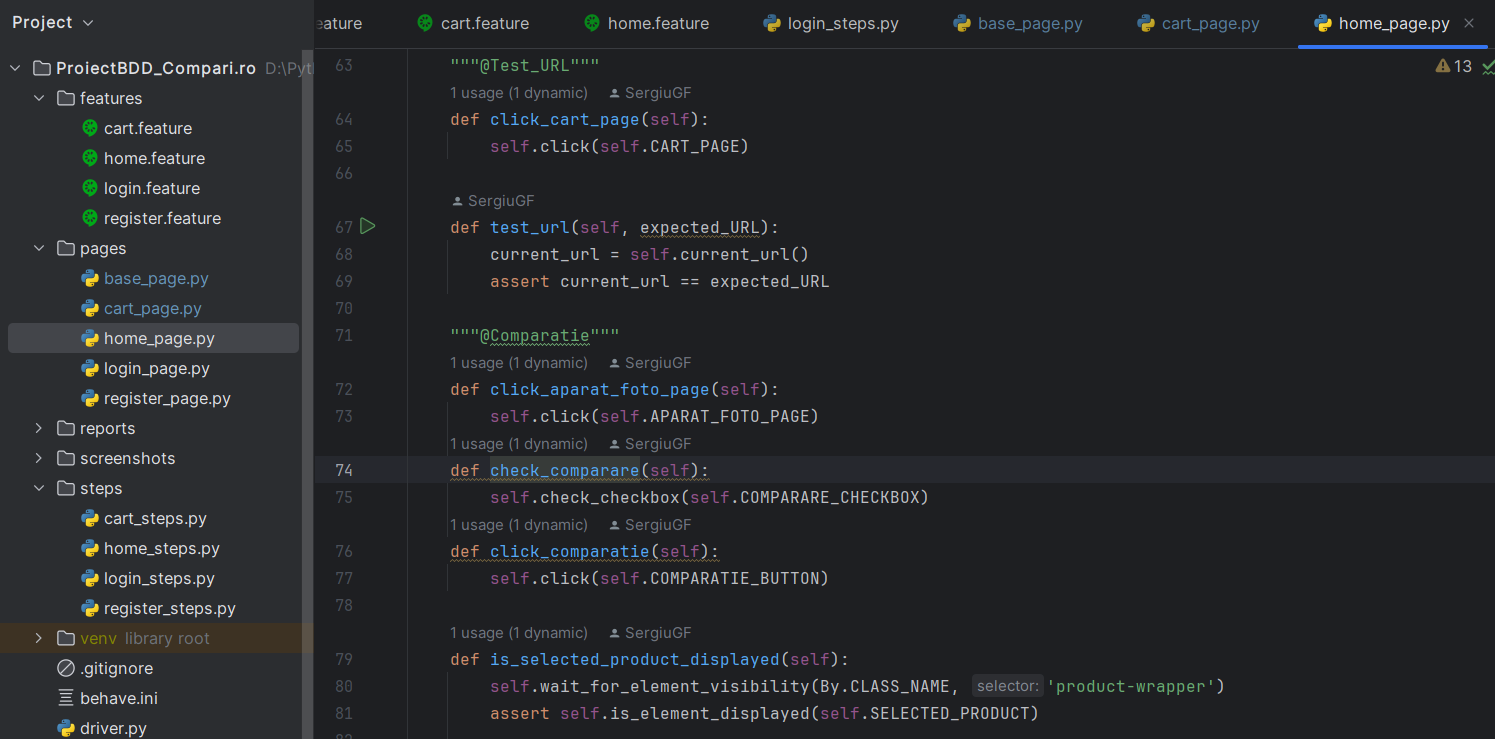 Project
eature
cart.feature
home.feature
login_steps.py
base_page.py
cart_page.py
home_page.py
ProiectBDD_Compari.ro D:\Pyt
features
cart.feature
home.feature
login.feature
register.feature
pages
base_page.py
cart_page.py
home_page.py
login_page.py
register_page.py
reports
screenshots
steps
cart_steps.py
home_steps.py
login_steps.py
register_steps.py
venv library root
.gitignore
behave.ini
driver.py
13
63 """@Test_URL"""
1 usage (1 dynamic) SergiuGF
64 def click_cart_page(self):
65 self.click(self.CART_PAGE)
66
SergiuGF
67 def test_url(self, expected_URL):
68 current_url = self.current_url()
69 assert current_url == expected_URL
70
71 """@Comparatie"""
1 usage (1 dynamic) SergiuGF
72 def click_aparat_foto_page(self):
73 self.click(self.APARAT_FOTO_PAGE)
1 usage (1 dynamic) SergiuGF
74 def check_comparare(self):
75 self.check_checkbox(self.COMPARARE_CHECKBOX)
1 usage (1 dynamic) SergiuGF
76 def click_comparatie(self):
77 self.click(self.COMPARATIE_BUTTON)
78
1 usage (1 dynamic) SergiuGF
79 def is_selected_product_displayed(self):
80 self.wait_for_element_visibility(By.CLASS_NAME, selector: 'product-wrapper')
81 assert self.is_element_displayed(self.SELECTED_PRODUCT)